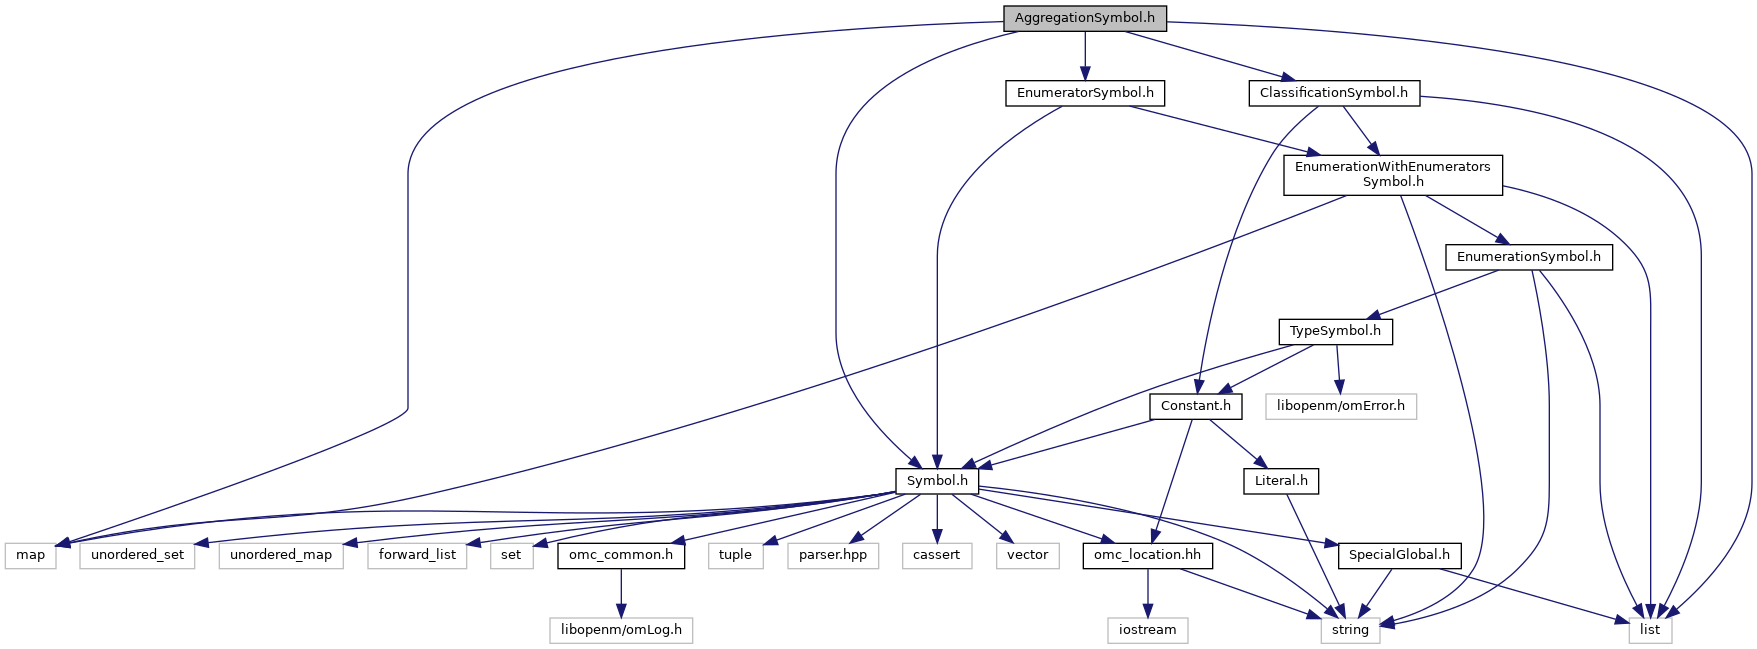 AggregationSymbol.h
EnumeratorSymbol.h
ClassificationSymbol.h
EnumerationWithEnumerators
Symbol.h
EnumerationSymbol.h
TypeSymbol.h
Constant.h
libopenm/omError.h
Symbol.h
Literal.h
map
unordered_set
unordered_map
forward_list
set
omc_common.h
tuple
parser.hpp
cassert
vector
omc_location.hh
SpecialGlobal.h
libopenm/omLog.h
iostream
string
list